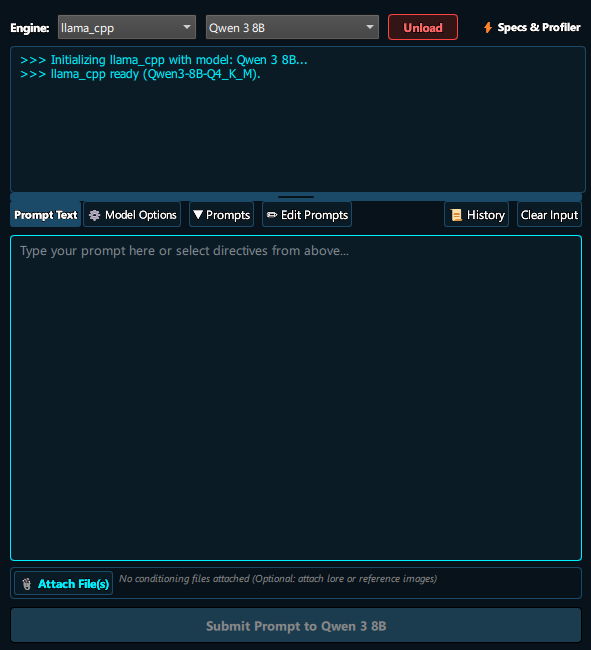 Engine: llama_cpp Qwen 3 8B Unload Specs & Profiler
>>> Initializing llama_cpp with model: Qwen 3 8B...
>>> llama_cpp ready (Qwen3-8B-Q4_K_M).
Prompt Text Model Options ▼ Prompts Edit Prompts History Clear Input
Type your prompt here or select directives from above...
Attach File(s) No conditioning files attached (Optional: attach lore or reference images)
Submit Prompt to Qwen 3 8B